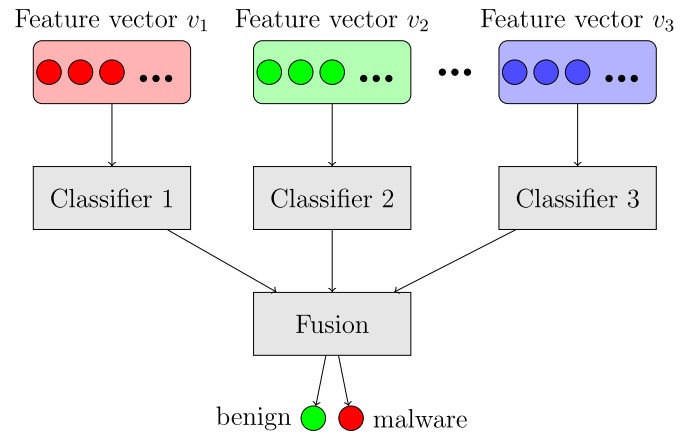 Feature vector v₁
Feature vector v₂
Feature vector v₃
Classifier 1
Classifier 2
Classifier 3
Fusion
benign
malware